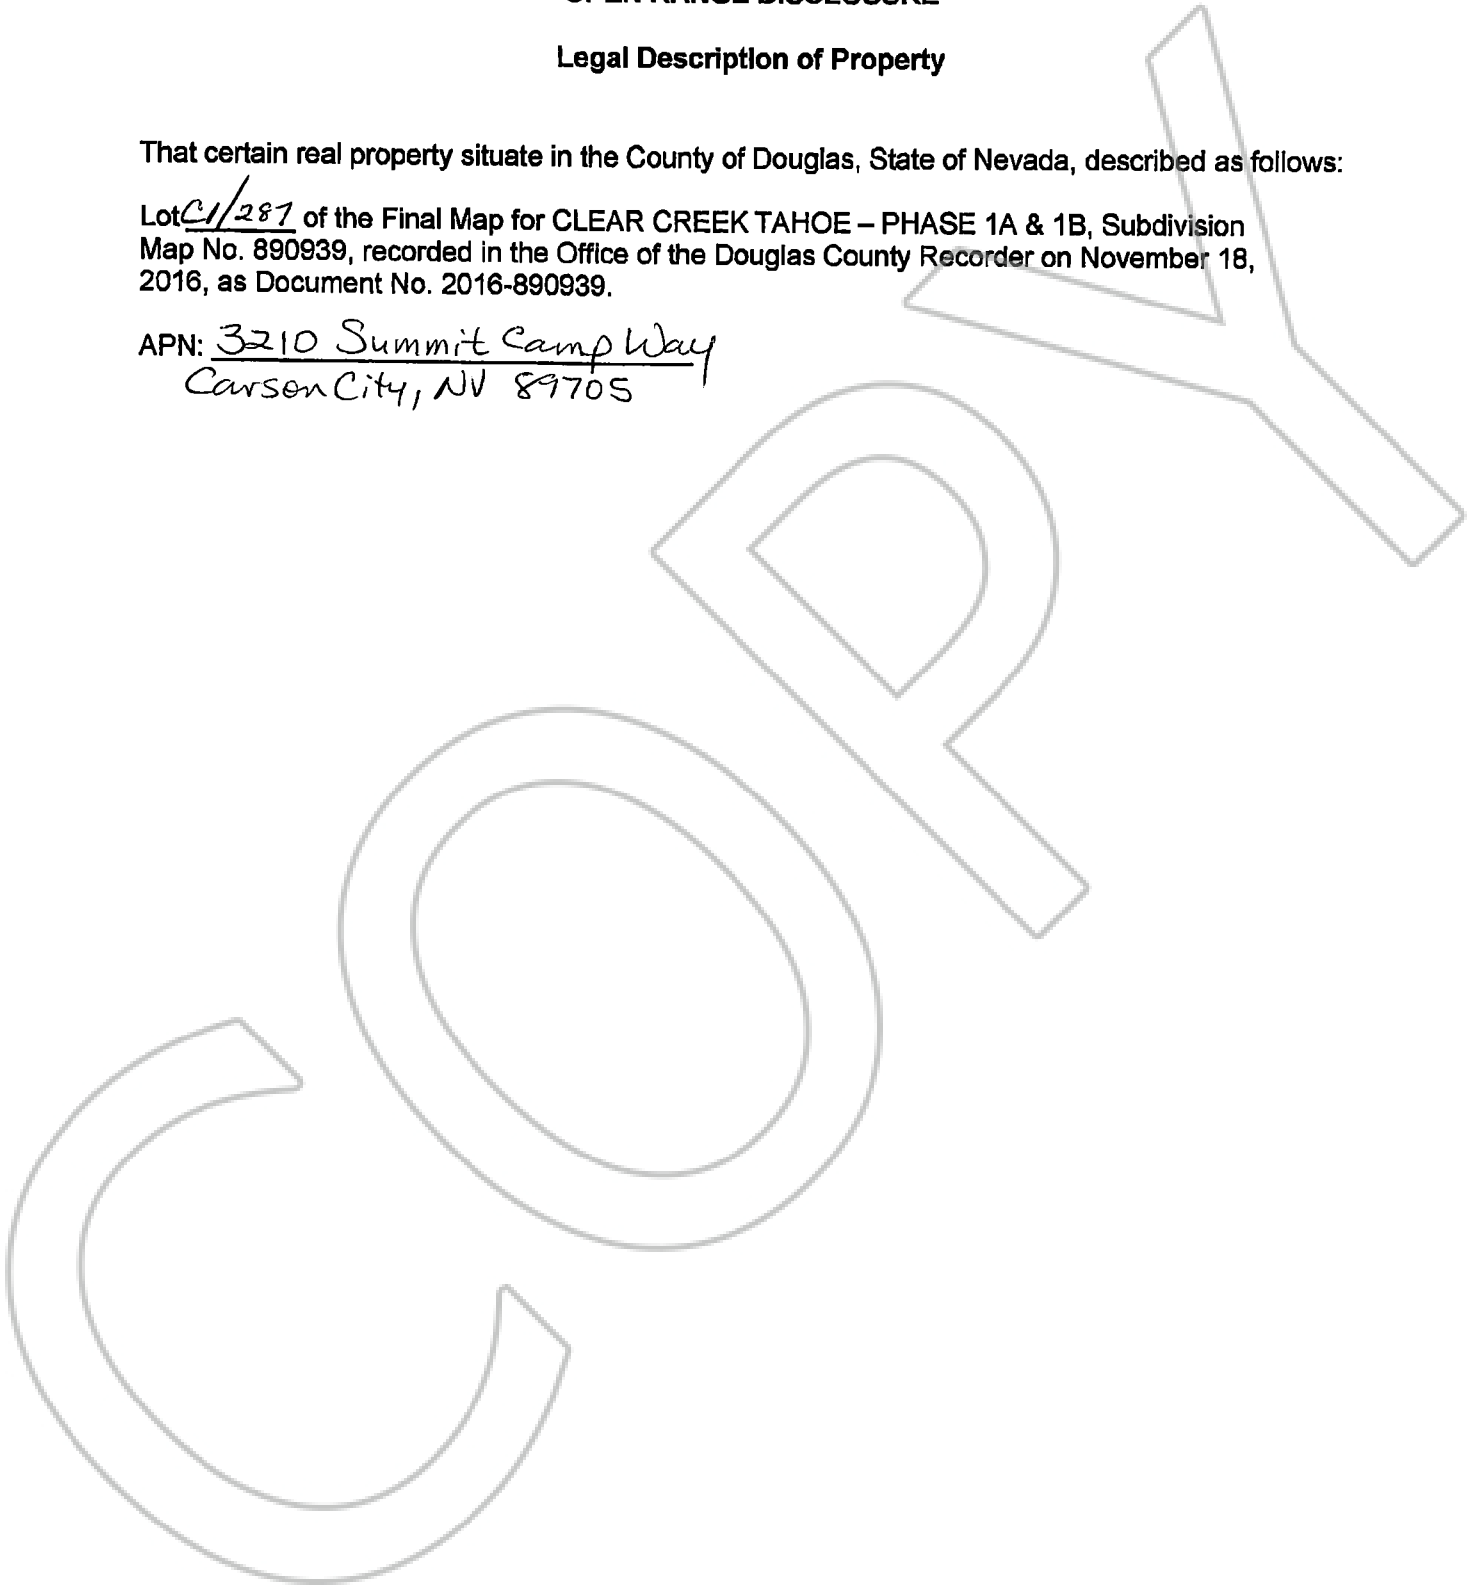 OPEN RANGE DISCLOSURE
Legal Description of Property
That certain real property situate in the County of Douglas, State of Nevada, described as follows:
Lot C1/287 of the Final Map for CLEAR CREEK TAHOE – PHASE 1A & 1B, Subdivision
Map No. 890939, recorded in the Office of the Douglas County Recorder on November 18,
2016, as Document No. 2016-890939.
APN: 3210 Summit Camp Way
Carson City, NV 89705
COPY